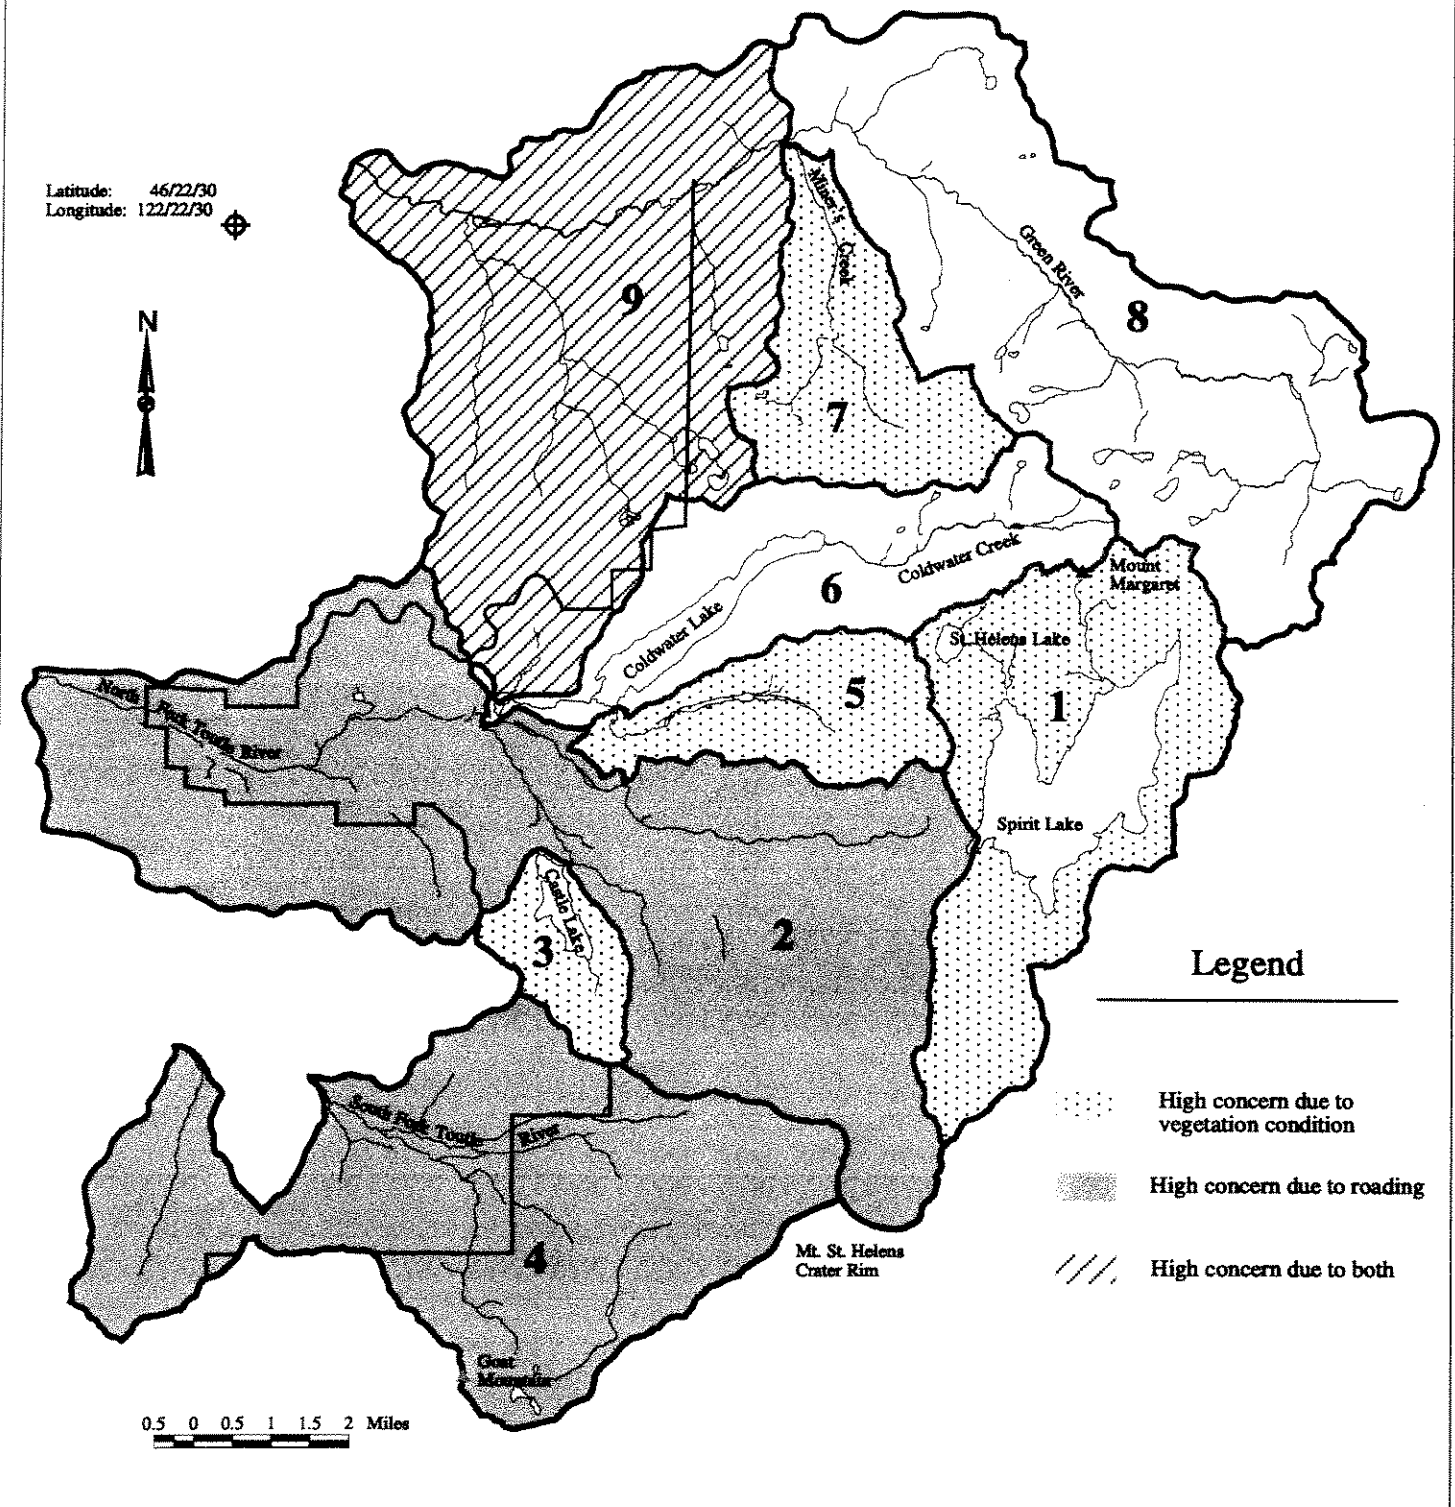 Latitude: 46/22/30
Longitude: 122/22/30
N
Miner's Creek
Green River
9
8
7
Coldwater Creek
Mount
Margaret
6
Coldwater Lake
St. Helens Lake
5
1
North Fork Toutle River
Spirit Lake
Castle Lake
2
3
Legend
High concern due to
vegetation condition
South Fork Toutle River
High concern due to roading
4
Mt. St. Helens
Crater Rim
High concern due to both
Goat
Mountain
0.5 0 0.5 1 1.5 2 Miles